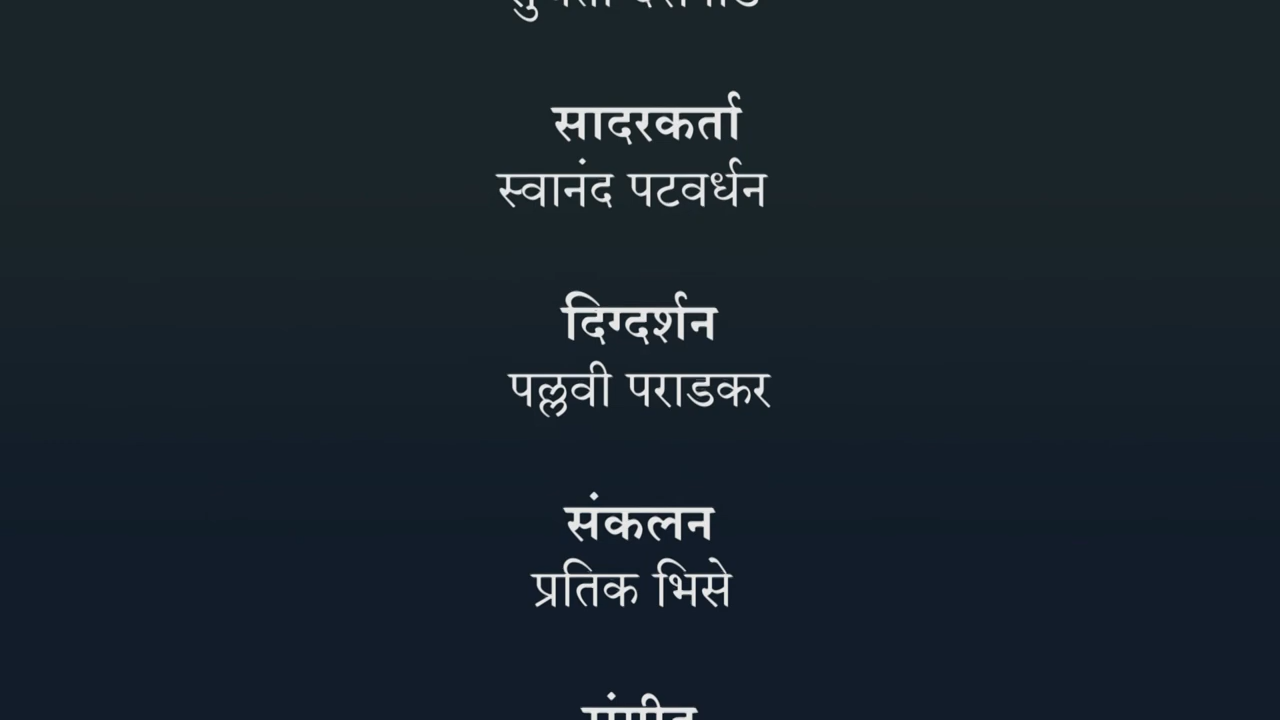 सादरकर्ता
स्वानंद पटवर्धन
दिग्दर्शन
पल्लवी पराडकर
संकलन
प्रतिक भिसे
संगीत